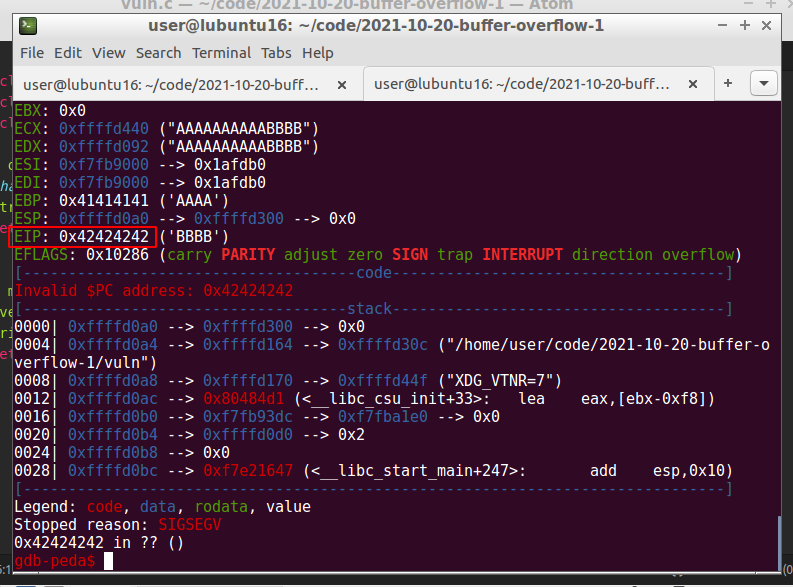 vuln.c — ~/code/2021-10-20-buffer-overflow-1 — Atom
user@lubuntu16: ~/code/2021-10-20-buffer-overflow-1
File Edit View Search Terminal Tabs Help
user@lubuntu16: ~/code/2021-10-20-buff... user@lubuntu16: ~/code/2021-10-20-buff...
EBX: 0x0
ECX: 0xffffd440 ("AAAAAAAAAABBBB")
EDX: 0xffffd092 ("AAAAAAAAAABBBB")
ESI: 0xf7fb9000 --> 0x1afdb0
EDI: 0xf7fb9000 --> 0x1afdb0
EBP: 0x41414141 ('AAAA')
ESP: 0xffffd0a0 --> 0xffffd300 --> 0x0
EIP: 0x42424242 ('BBBB')
EFLAGS: 0x10286 (carry PARITY adjust zero SIGN trap INTERRUPT direction overflow)
[-------------------------------------code-------------------------------------]
Invalid $PC address: 0x42424242
[------------------------------------stack-------------------------------------]
0000| 0xffffd0a0 --> 0xffffd300 --> 0x0
0004| 0xffffd0a4 --> 0xffffd164 --> 0xffffd30c ("/home/user/code/2021-10-20-buffer-o
verflow-1/vuln")
0008| 0xffffd0a8 --> 0xffffd170 --> 0xffffd44f ("XDG_VTNR=7")
0012| 0xffffd0ac --> 0x80484d1 (<__libc_csu_init+33>: lea eax,[ebx-0xf8])
0016| 0xffffd0b0 --> 0xf7fb93dc --> 0xf7fba1e0 --> 0x0
0020| 0xffffd0b4 --> 0xffffd0d0 --> 0x2
0024| 0xffffd0b8 --> 0x0
0028| 0xffffd0bc --> 0xf7e21647 (<__libc_start_main+247>: add esp,0x10)
[------------------------------------------------------------------------------]
Legend: code, data, rodata, value
Stopped reason: SIGSEGV
0x42424242 in ?? ()
gdb-peda$